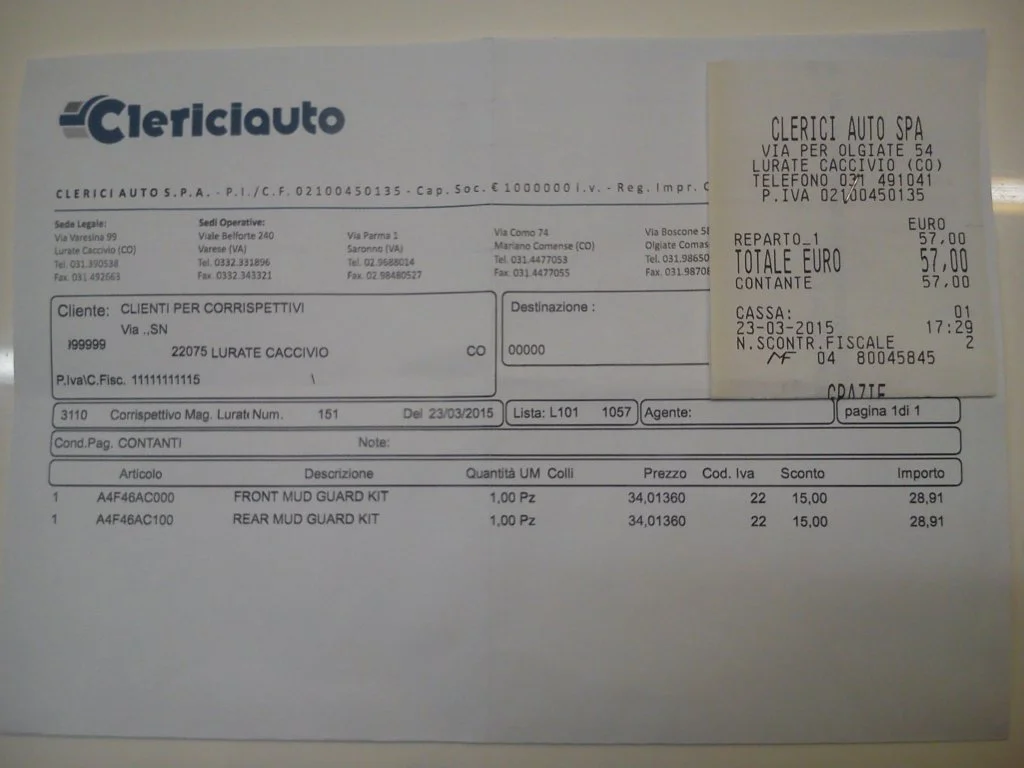 Clericiauto
CLERICI AUTO S.P.A. - P.I./C.F. 02100450135 - Cap. Soc. € 1000000 i.v. - Reg. Impr. C
Sede Legale:
Via Varesina 99
Lurate Caccivio (CO)
Tel. 031.390538
Fax. 031 492663
Sedi Operative:
Viale Belforte 240
Varese (VA)
Tel. 0332.331896
Fax. 0332.343321
Via Parma 1
Saronno (VA)
Tel. 02.9688014
Fax. 02 98480527
Via Como 74
Mariano Comense (CO)
Tel. 031.4477053
Fax. 031.4477055
Via Boscone 58
Olgiate Comas
Tel. 031.98650
Fax. 031.98708
Cliente: CLIENTI PER CORRISPETTIVI
Via .,SN
999999
22075 LURATE CACCIVIO CO
P.Iva\C.Fisc. 11111111115 \
Destinazione :
00000
3110 Corrispettivo Mag. Lurati Num. 151 Del 23/03/2015 Lista: L101 1057 Agente: pagina 1di 1
Cond.Pag. CONTANTI Note:
Articolo Descrizione Quantità UM Colli Prezzo Cod. Iva Sconto Importo
1 A4F46AC000 FRONT MUD GUARD KIT 1,00 Pz 34,01360 22 15,00 28,91
1 A4F46AC100 REAR MUD GUARD KIT 1,00 Pz 34,01360 22 15,00 28,91
CLERICI AUTO SPA
VIA PER OLGIATE 54
LURATE CACCIVIO (CO)
TELEFONO 031 491041
P.IVA 02100450135
EURO
REPARTO_1 57,00
TOTALE EURO 57,00
CONTANTE 57,00
CASSA: 01
23-03-2015 17:29
N.SCONTR.FISCALE 2
MF 04 80045845
GRAZIE